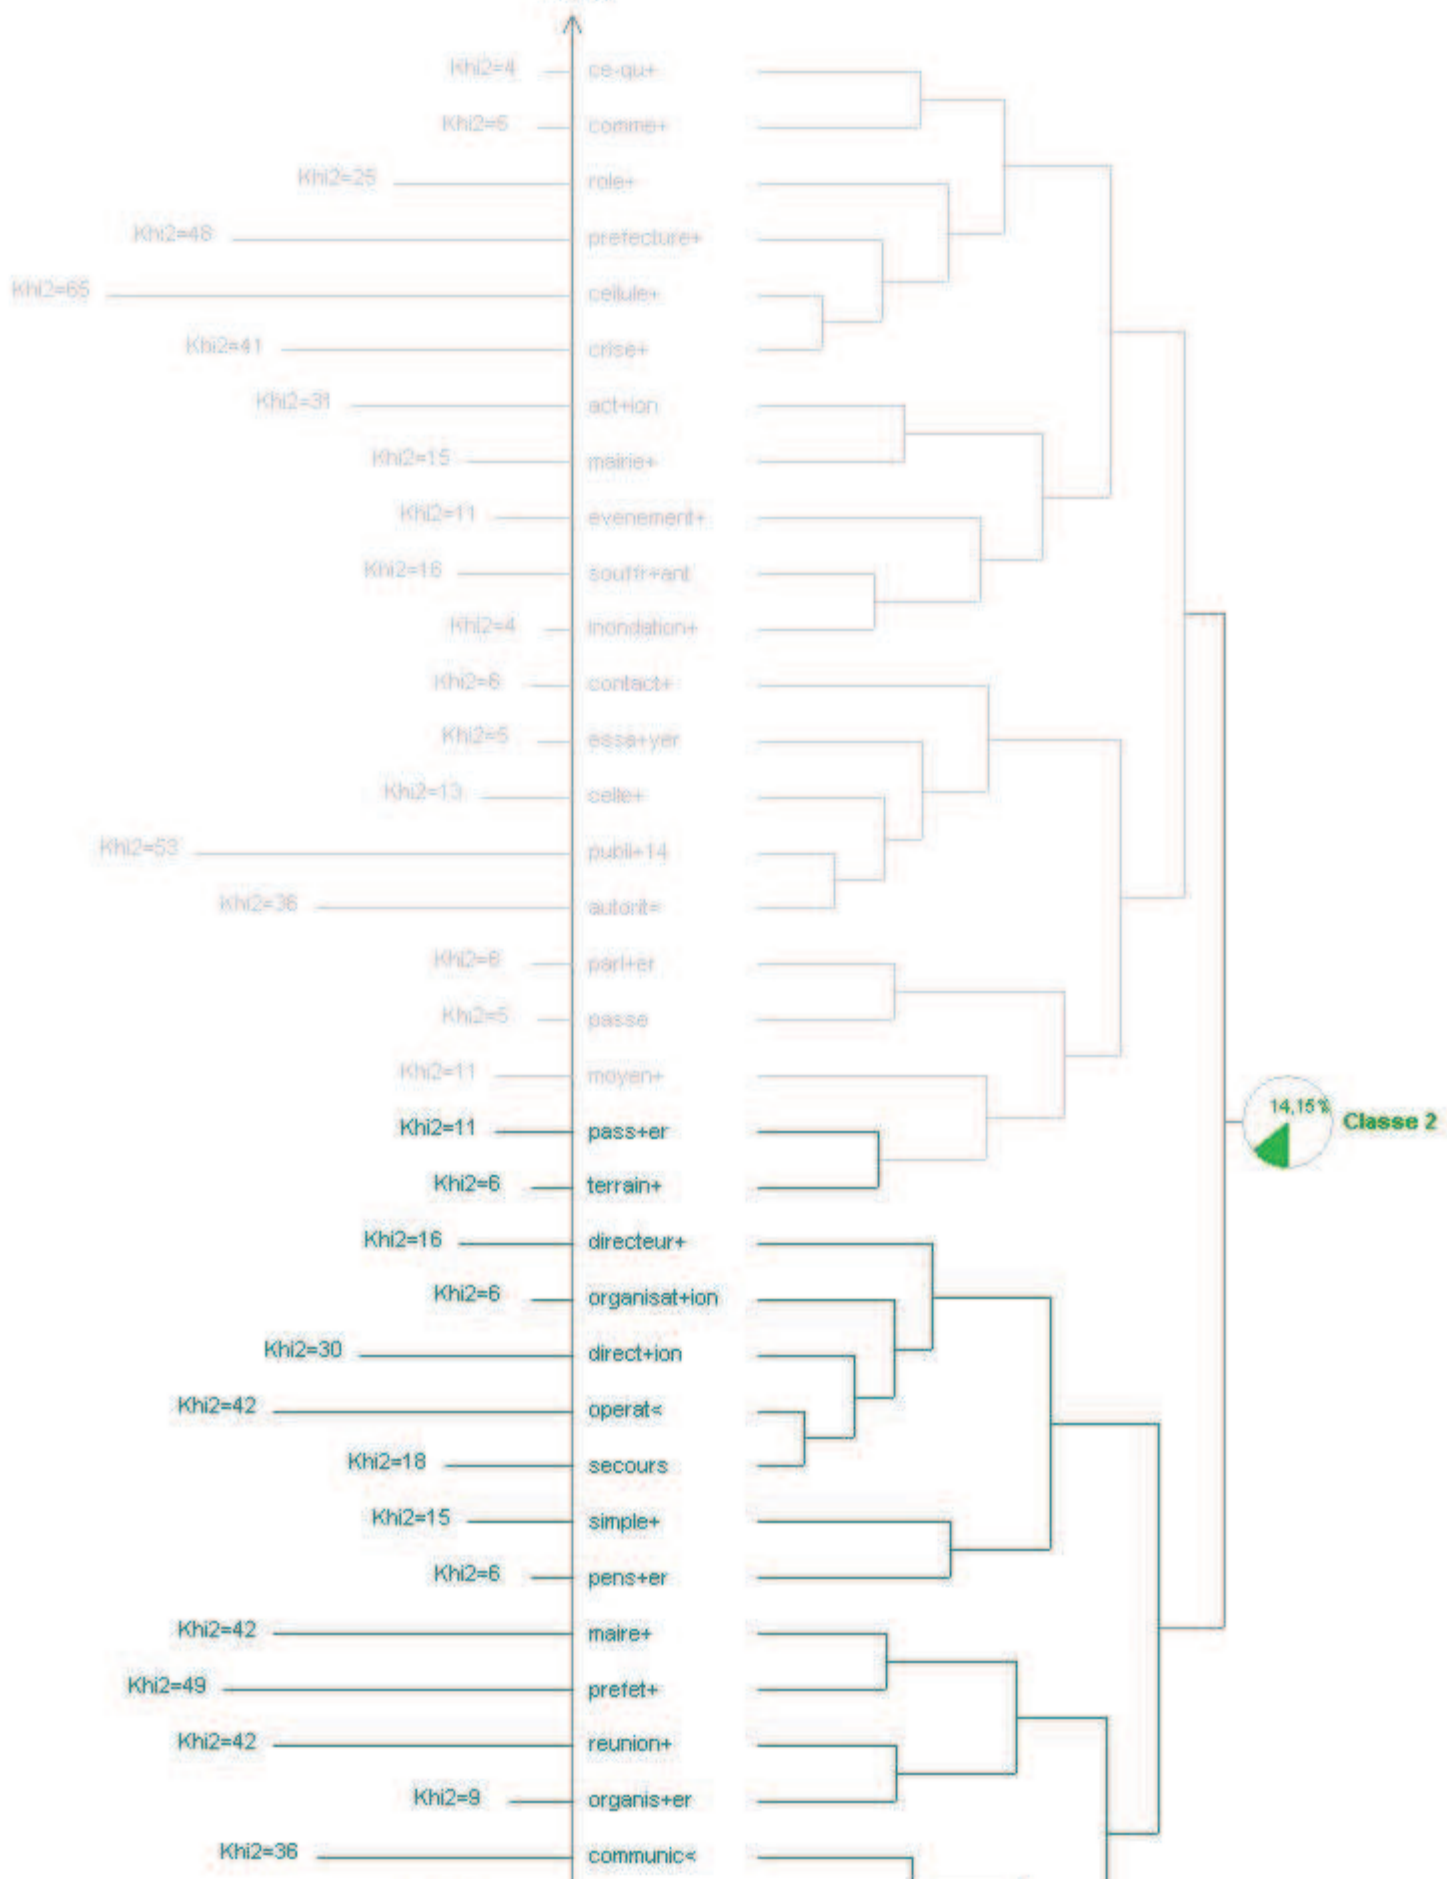 Khi2=4 ce-qu+
Khi2=5 comme+
Khi2=25 role+
Khi2=48 prefecture+
Khi2=65 cellule+
Khi2=41 crise+
Khi2=31 act+ion
Khi2=15 mairie+
Khi2=11 evenement+
Khi2=16 souffr+ant
Khi2=4 inondation+
Khi2=6 contact+
Khi2=5 essa+yer
Khi2=13 celle+
Khi2=53 publi+14
Khi2=36 autorit<
Khi2=6 parl+er
Khi2=5 passe
Khi2=11 moyen+
Khi2=11 pass+er
14,15% Classe 2
Khi2=6 terrain+
Khi2=16 directeur+
Khi2=6 organisat+ion
Khi2=30 direct+ion
Khi2=42 operat<
Khi2=18 secours
Khi2=15 simple+
Khi2=6 pens+er
Khi2=42 maire+
Khi2=49 prefet+
Khi2=42 reunion+
Khi2=9 organis+er
Khi2=36 communic<